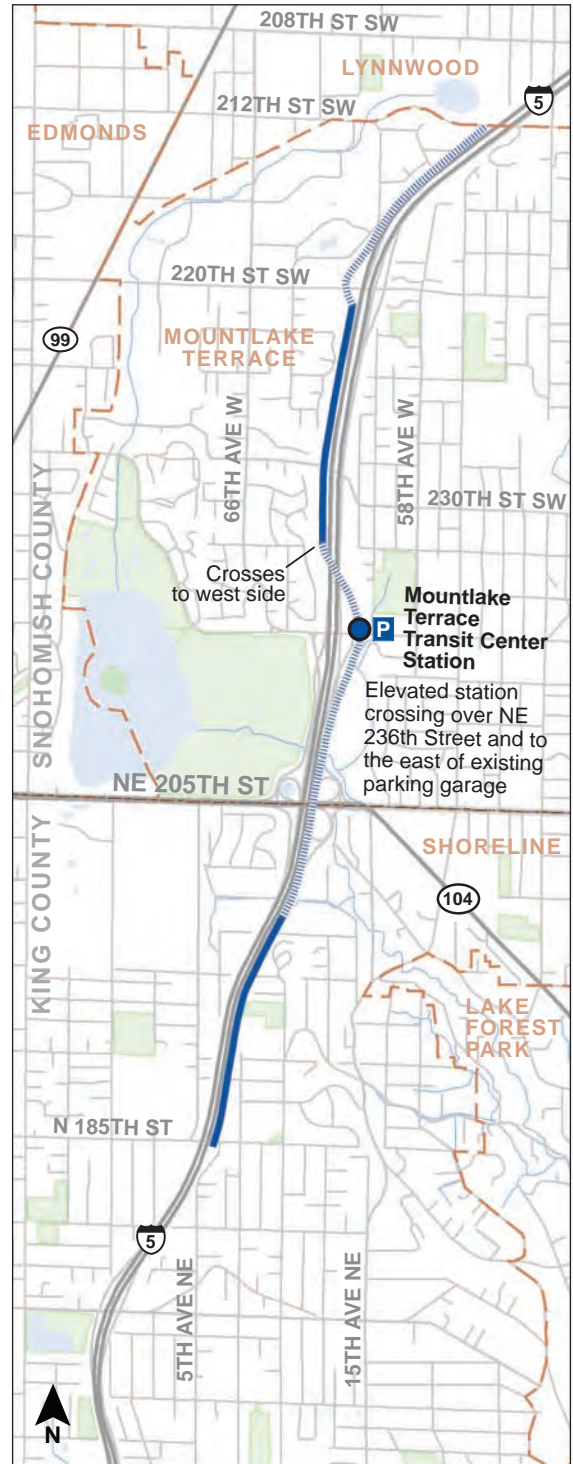 208TH ST SW
LYNNWOOD
5
212TH ST SW
EDMONDS
220TH ST SW
99
MOUNTLAKE
TERRACE
66TH AVE W
58TH AVE W
230TH ST SW
SNOHOMISH COUNTY
Crosses
to west side
P
Mountlake
Terrace
Transit Center
Station
Elevated station
crossing over NE
236th Street and to
the east of existing
parking garage
NE 205TH ST
SHORELINE
KING COUNTY
104
LAKE
FOREST
PARK
N 185TH ST
5
5TH AVE NE
15TH AVE NE
N